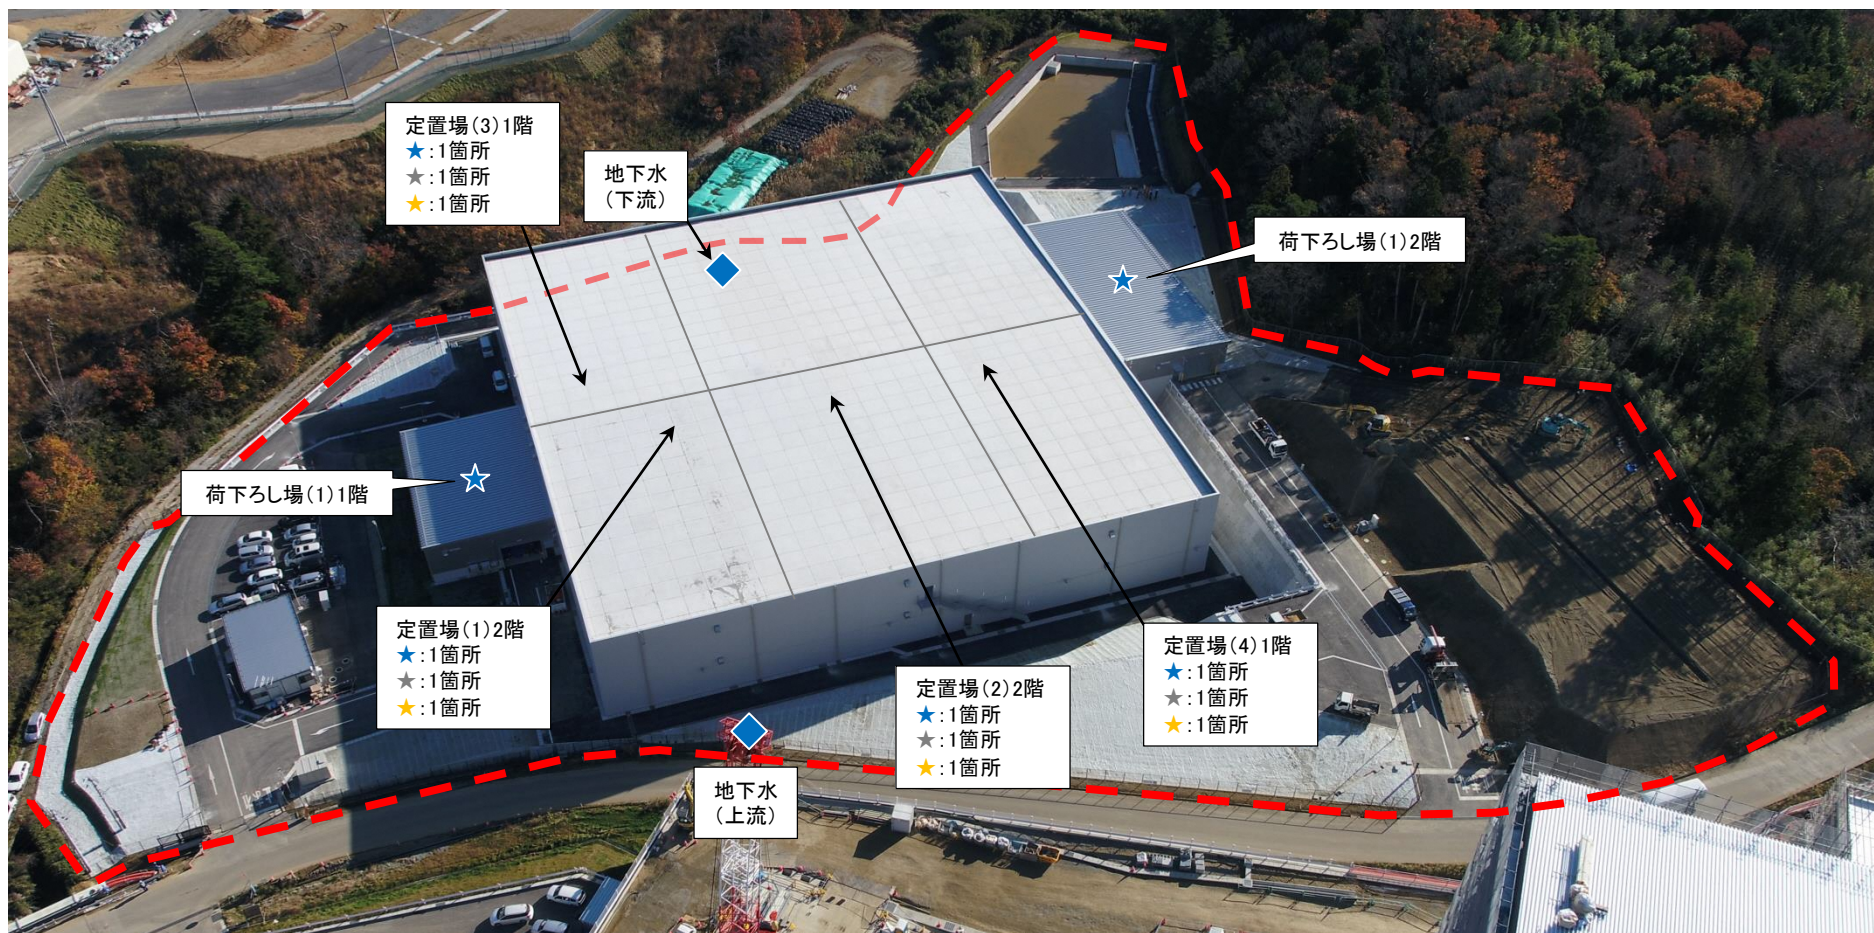 定置場(3)1階
★:1箇所
★:1箇所
★:1箇所
地下水
(下流)
荷下ろし場(1)2階
荷下ろし場(1)1階
定置場(1)2階
★:1箇所
★:1箇所
★:1箇所
定置場(2)2階
★:1箇所
★:1箇所
★:1箇所
定置場(4)1階
★:1箇所
★:1箇所
★:1箇所
地下水
(上流)